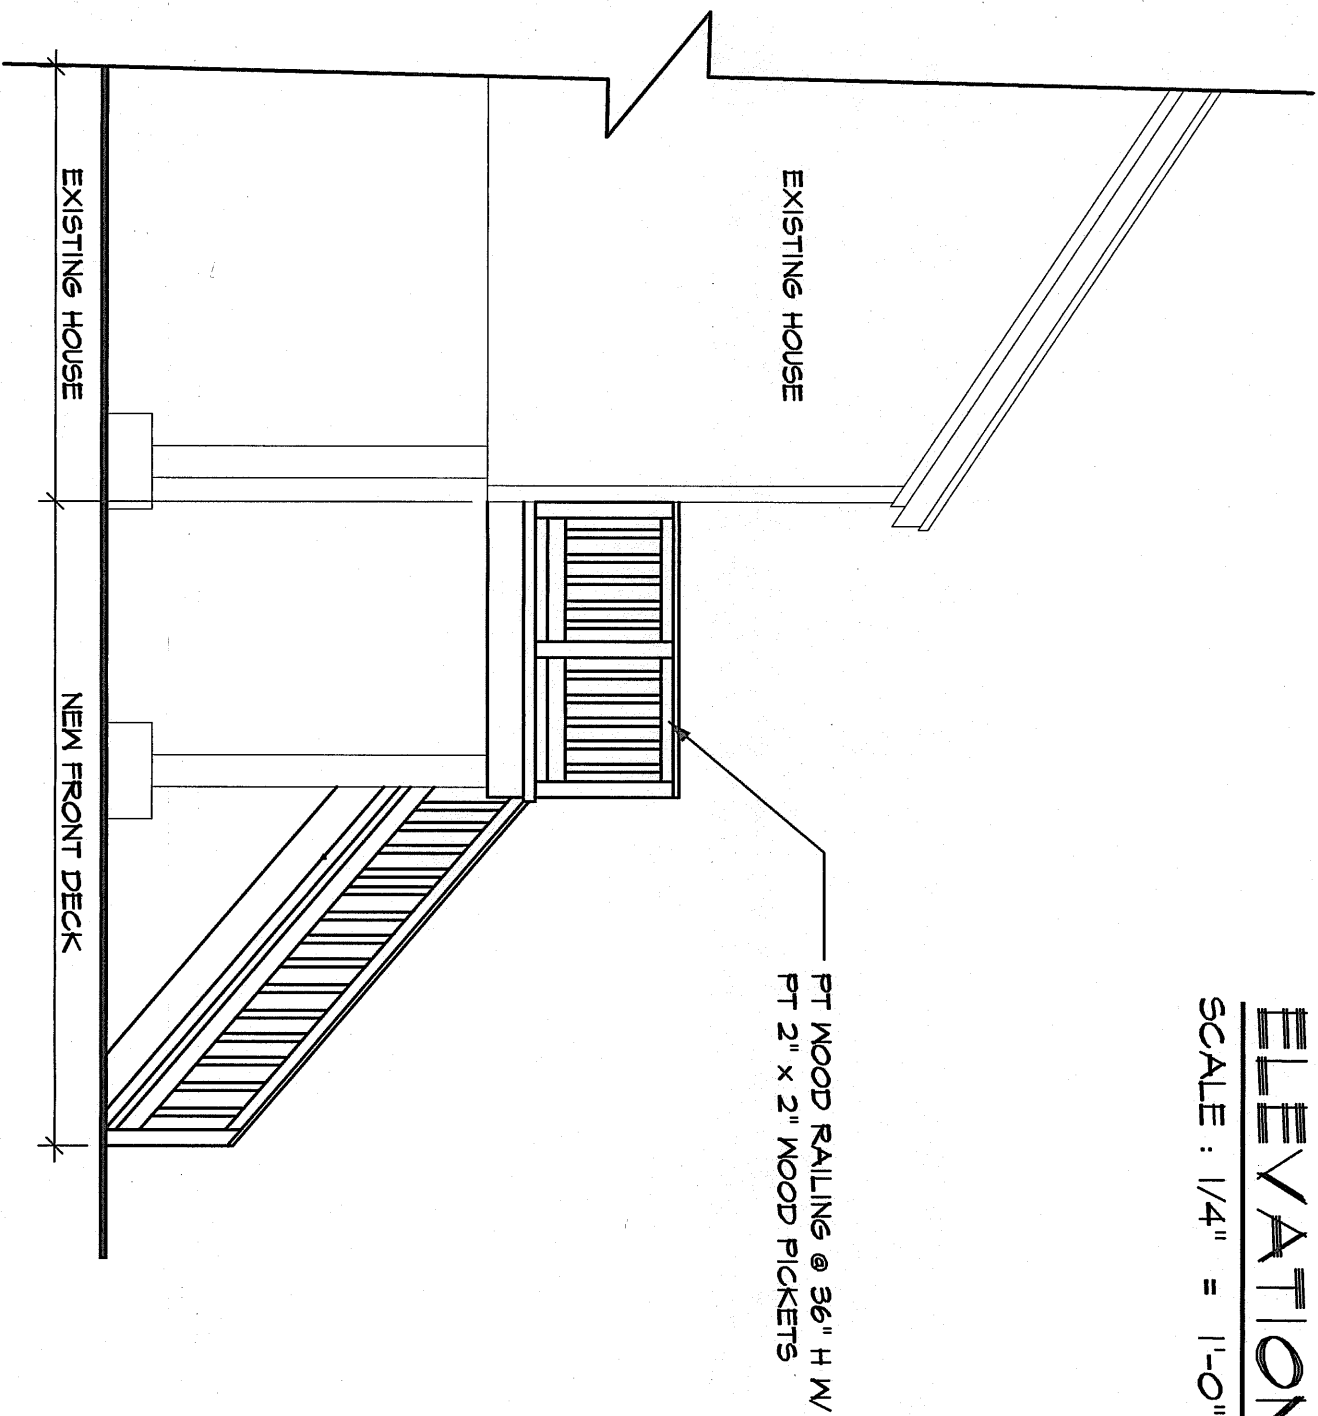 ELEVATION
SCALE : 1/4" = 1'-0"
EXISTING HOUSE
PT WOOD RAILING @ 36" H W/
PT 2" x 2" WOOD PICKETS
EXISTING HOUSE
NEW FRONT DECK